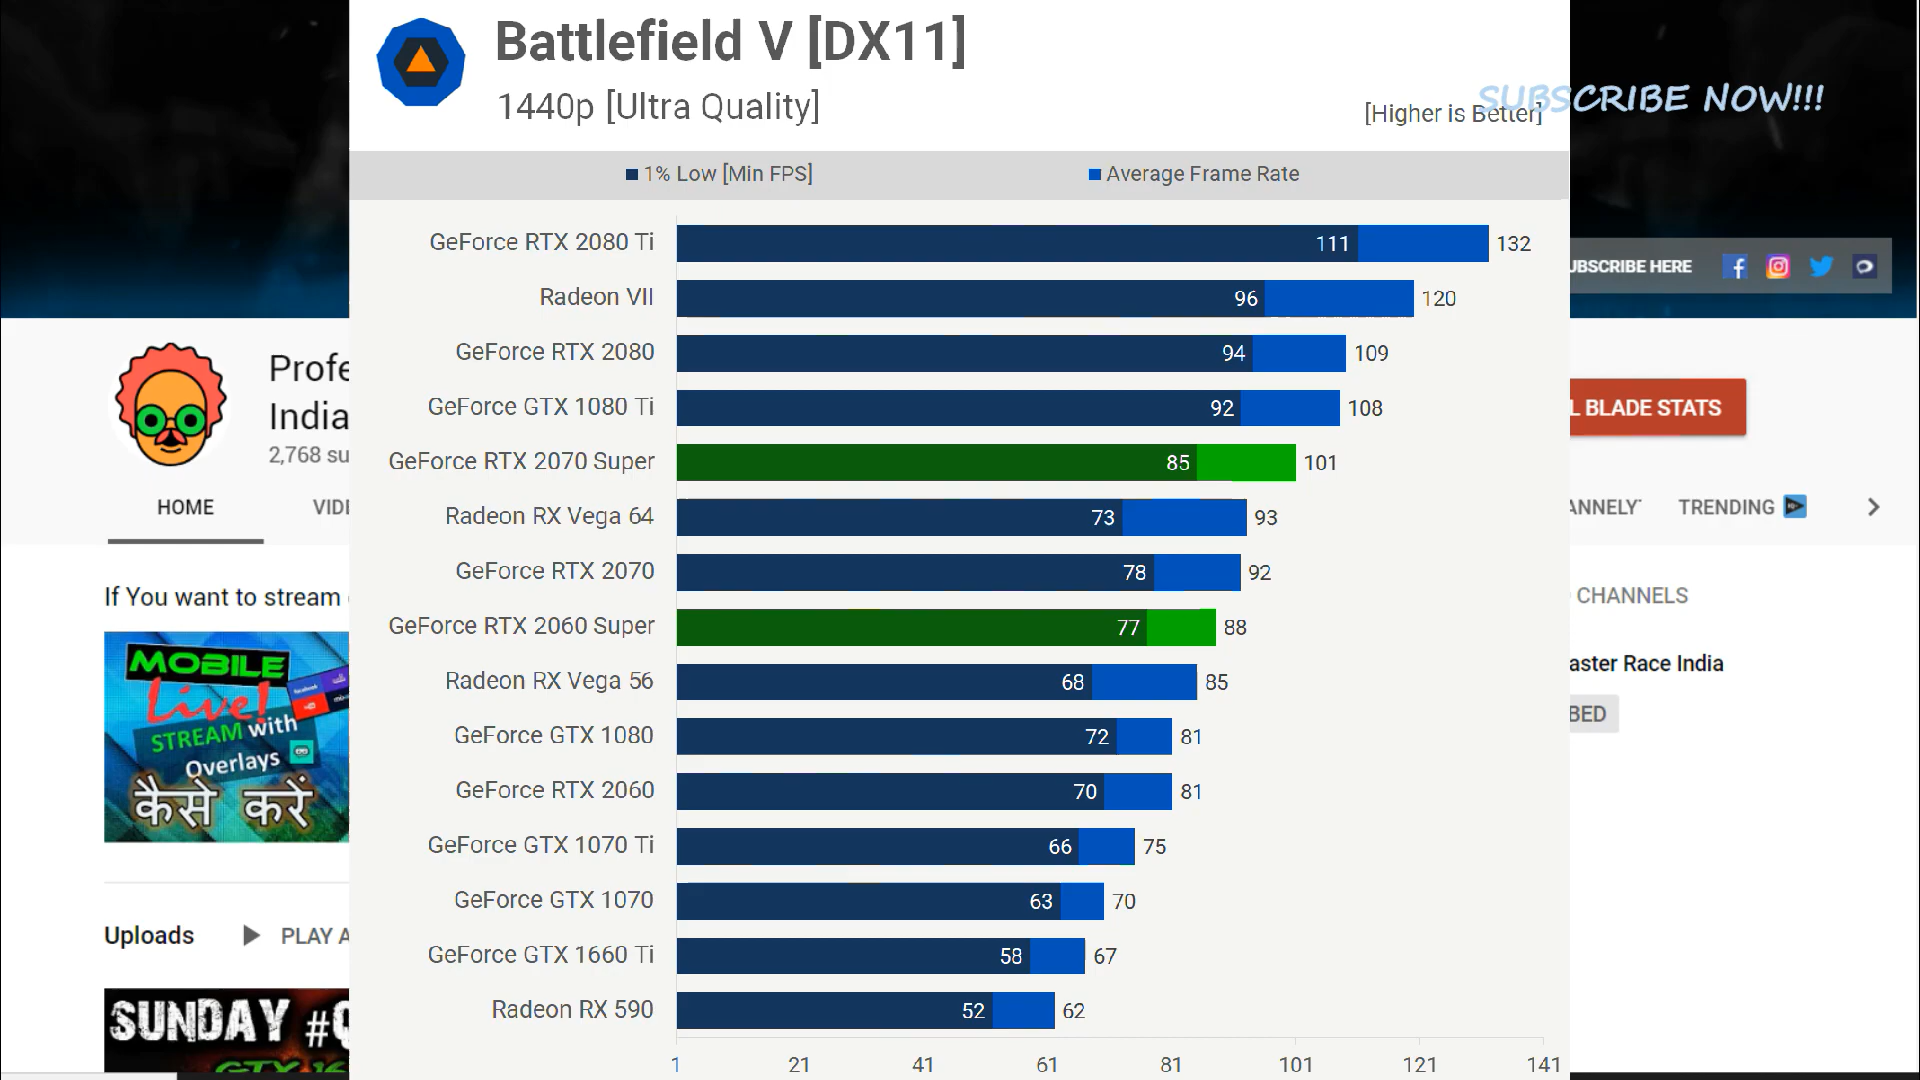 Battlefield V [DX11]
1440p [Ultra Quality]
[Higher is Better]
SUBSCRIBE NOW!!!
1% Low [Min FPS]
Average Frame Rate
GeForce RTX 2080 Ti 111 132
Radeon VII 96 120
GeForce RTX 2080 94 109
GeForce GTX 1080 Ti 92 108
GeForce RTX 2070 Super 85 101
Radeon RX Vega 64 73 93
GeForce RTX 2070 78 92
GeForce RTX 2060 Super 77 88
Radeon RX Vega 56 68 85
GeForce GTX 1080 72 81
GeForce RTX 2060 70 81
GeForce GTX 1070 Ti 66 75
GeForce GTX 1070 63 70
GeForce GTX 1660 Ti 58 67
Radeon RX 590 52 62
1 21 41 61 81 101 121 141
Profe
India
2,768 su
HOME
VIDE
If You want to stream
MOBILE
Live!
STREAM with
Overlays
कैसे करें
Uploads
PLAY A
SUNDAY #Q
UBSCRIBE HERE
L BLADE STATS
ANNELY
TRENDING
CHANNELS
aster Race India
BED